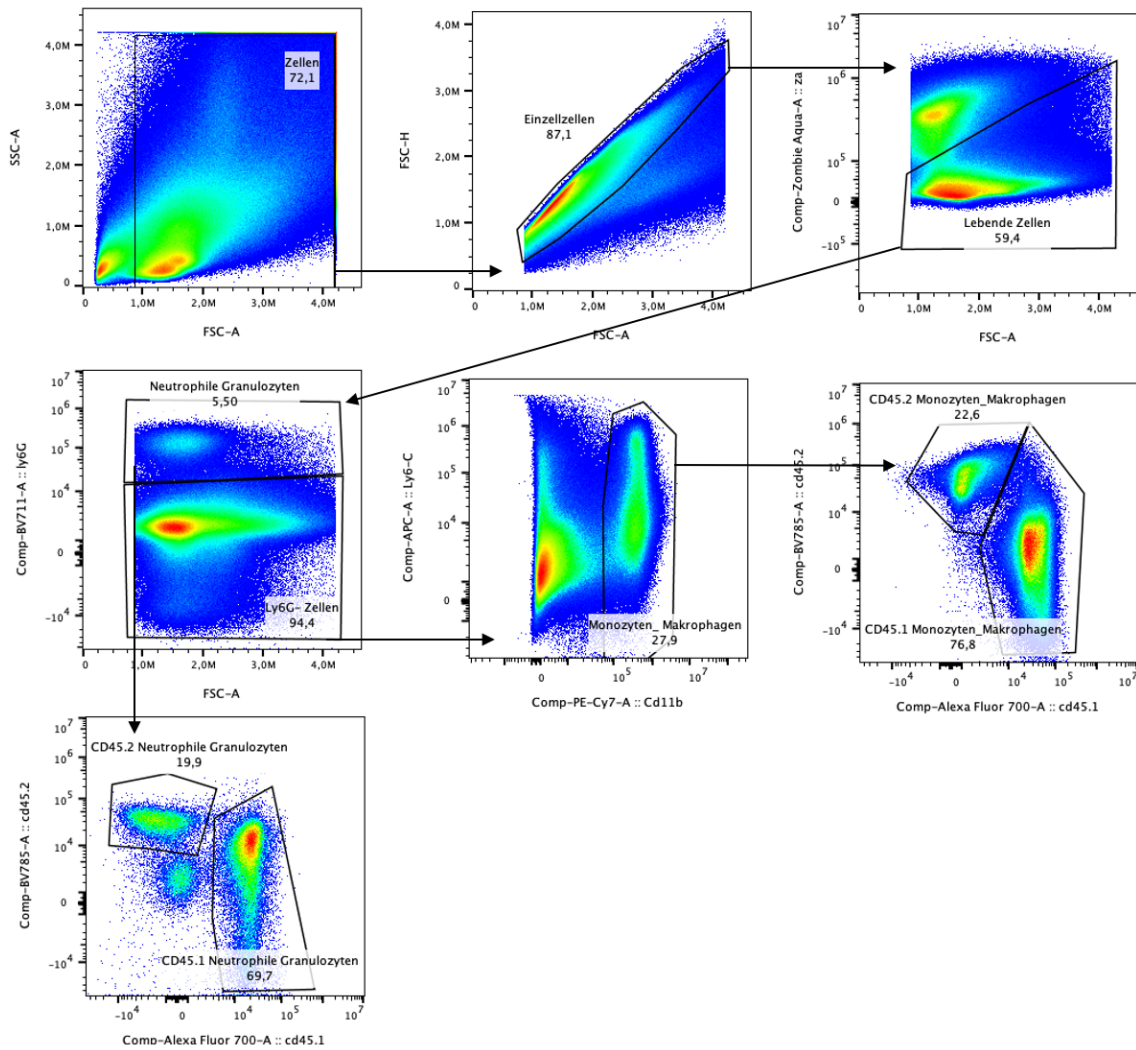 4,0M
3,0M
2,0M
1,0M
0
SSC-A
Zellen
72,1
0
1,0M
2,0M
3,0M
4,0M
FSC-A
4,0M
3,0M
2,0M
1,0M
0
FSC-H
Einzellzellen
87,1
0
1,0M
2,0M
3,0M
4,0M
FSC-A
10^7
10^6
10^5
0
-10^5
Comp-Zombie Aqua-A :: za
Lebende Zellen
59,4
0
1,0M
2,0M
3,0M
4,0M
FSC-A
10^7
10^6
10^5
10^4
0
-10^4
Comp-BV711-A :: ly6G
Neutrophile Granulozyten
5,50
Ly6G- Zellen
94,4
0
1,0M
2,0M
3,0M
4,0M
FSC-A
10^7
10^6
10^5
10^4
0
Comp-APC-A :: Ly6-C
Monozyten_ Makrophagen
27,9
0
10^5
10^7
Comp-PE-Cy7-A :: Cd11b
10^7
10^6
10^5
10^4
0
-10^4
Comp-BV785-A :: cd45.2
CD45.2 Monozyten_Makrophagen
22,6
CD45.1 Monozyten_Makrophagen
76,8
-10^4
0
10^4
10^5
10^7
Comp-Alexa Fluor 700-A :: cd45.1
10^7
10^6
10^5
10^4
0
-10^4
Comp-BV785-A :: cd45.2
CD45.2 Neutrophile Granulozyten
19,9
CD45.1 Neutrophile Granulozyten
69,7
-10^4
0
10^4
10^5
10^7
Comp-Alexa Fluor 700-A :: cd45.1